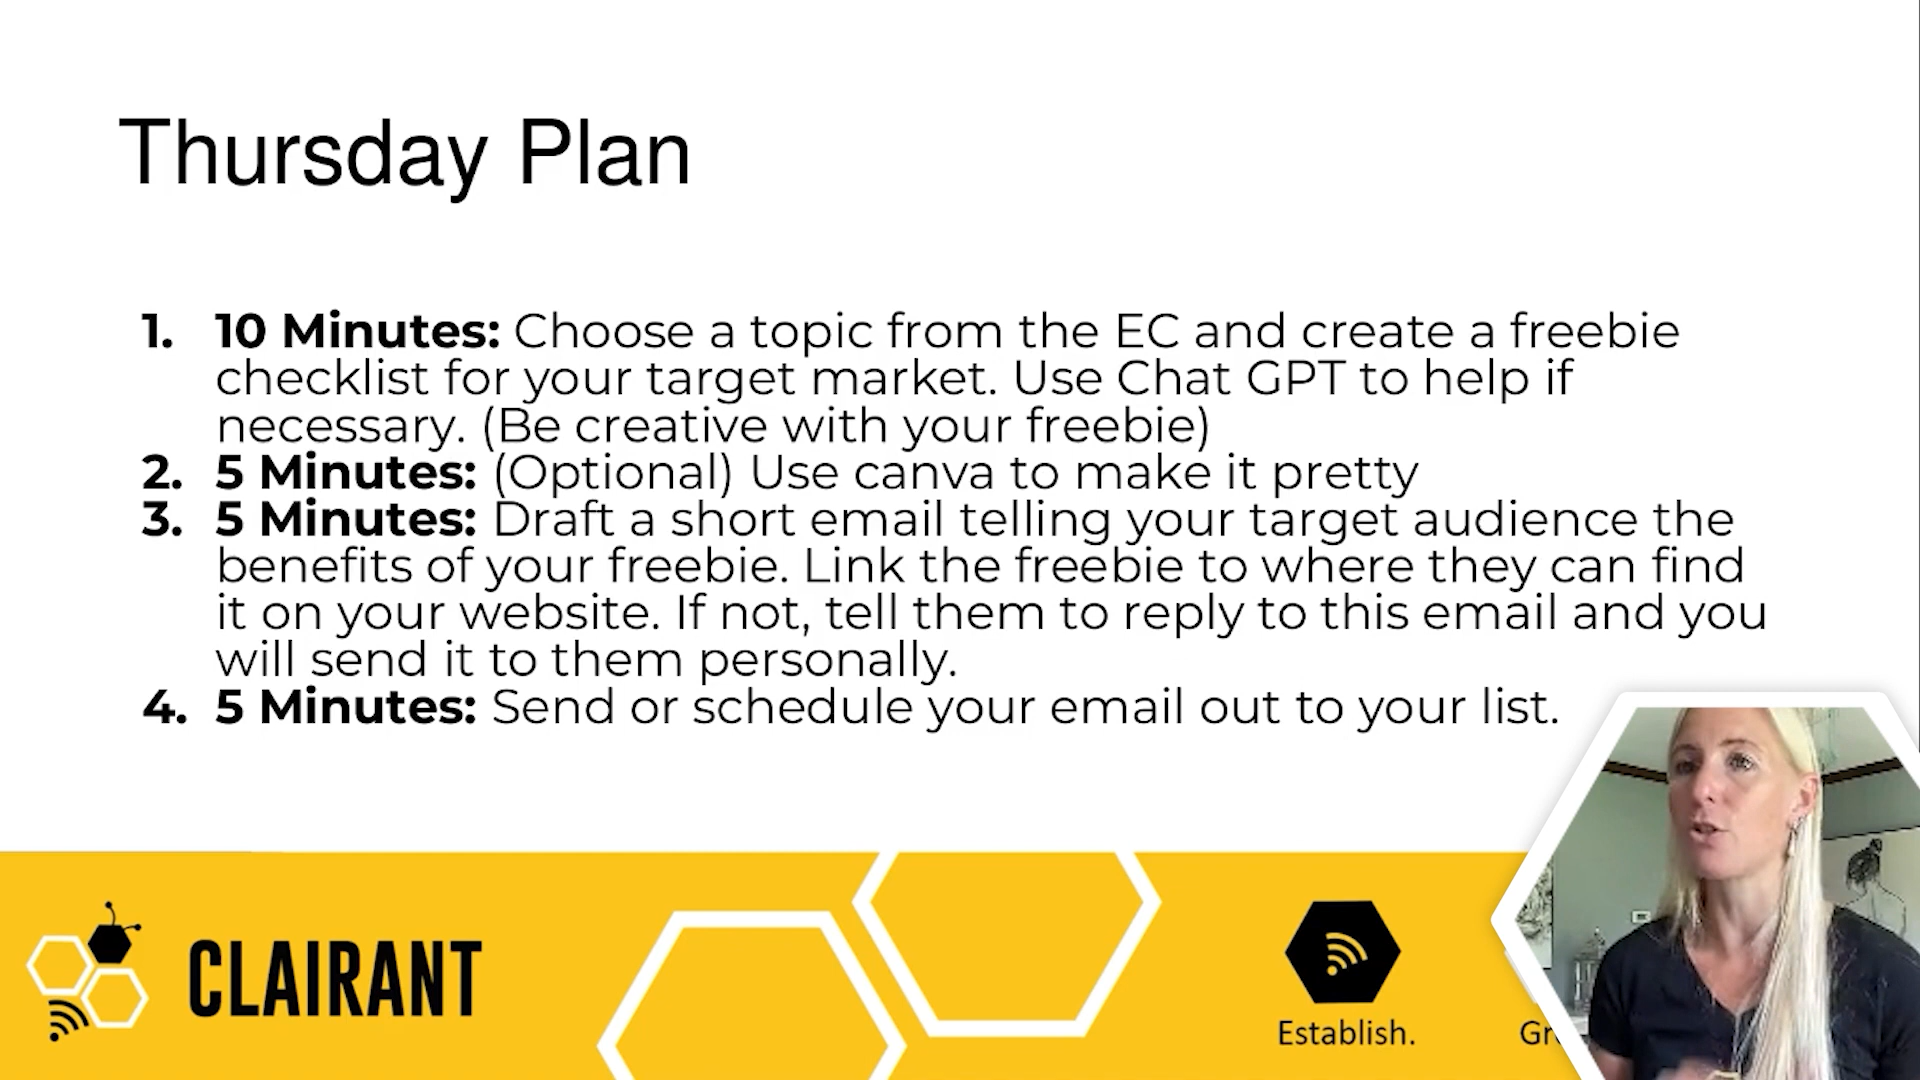 Thursday Plan
1. 10 Minutes: Choose a topic from the EC and create a freebie
checklist for your target market. Use Chat GPT to help if
necessary. (Be creative with your freebie)
2. 5 Minutes: (Optional) Use canva to make it pretty
3. 5 Minutes: Draft a short email telling your target audience the
benefits of your freebie. Link the freebie to where they can find
it on your website. If not, tell them to reply to this email and you
will send it to them personally.
4. 5 Minutes: Send or schedule your email out to your list.
CLAIRANT
Establish.